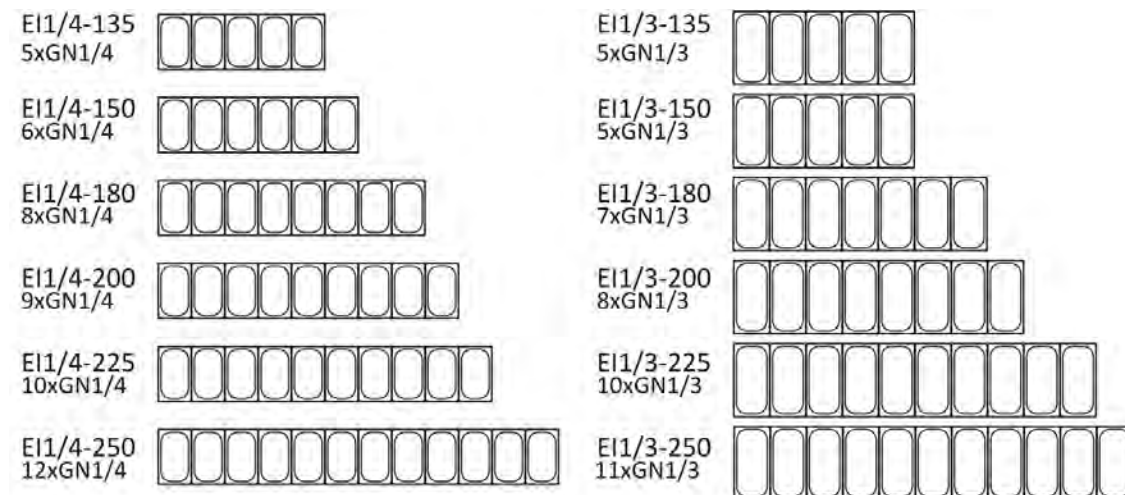 EI1/4-135
5xGN1/4
EI1/4-150
6xGN1/4
EI1/4-180
8xGN1/4
EI1/4-200
9xGN1/4
EI1/4-225
10xGN1/4
EI1/4-250
12xGN1/4
EI1/3-135
5xGN1/3
EI1/3-150
5xGN1/3
EI1/3-180
7xGN1/3
EI1/3-200
8xGN1/3
EI1/3-225
10xGN1/3
EI1/3-250
11xGN1/3